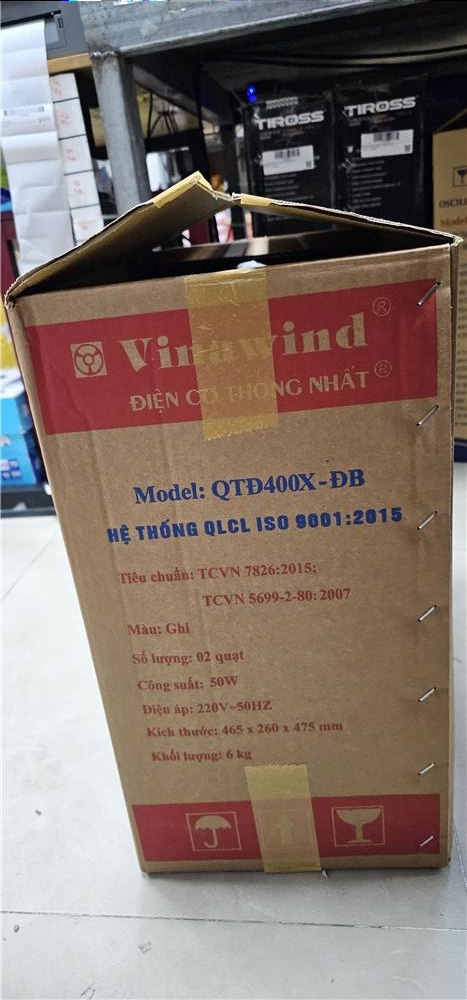 TIROSS
TIROSS
Vinawind ®
ĐIỆN CƠ THỐNG NHẤT ®
Model: QTĐ400X-ĐB
HỆ THỐNG QLCL ISO 9001:2015
Tiêu chuẩn: TCVN 7826:2015;
TCVN 5699-2-80:2007
Màu: Ghi
Số lượng: 02 quạt
Công suất: 50W
Điện áp: 220V~50HZ
Kích thước: 465 x 260 x 475 mm
Khối lượng: 6 kg